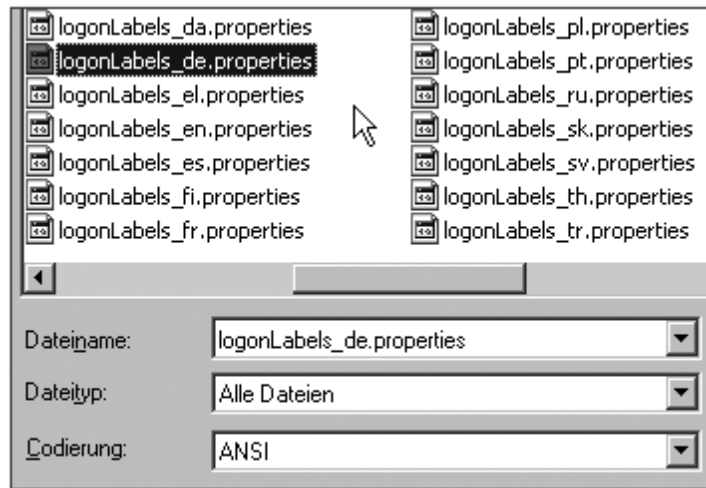 logonLabels_da.properties
logonLabels_de.properties
logonLabels_el.properties
logonLabels_en.properties
logonLabels_es.properties
logonLabels_fi.properties
logonLabels_fr.properties
logonLabels_pl.properties
logonLabels_pt.properties
logonLabels_ru.properties
logonLabels_sk.properties
logonLabels_sv.properties
logonLabels_th.properties
logonLabels_tr.properties
Dateiname: logonLabels_de.properties
Dateityp: Alle Dateien
Codierung: ANSI